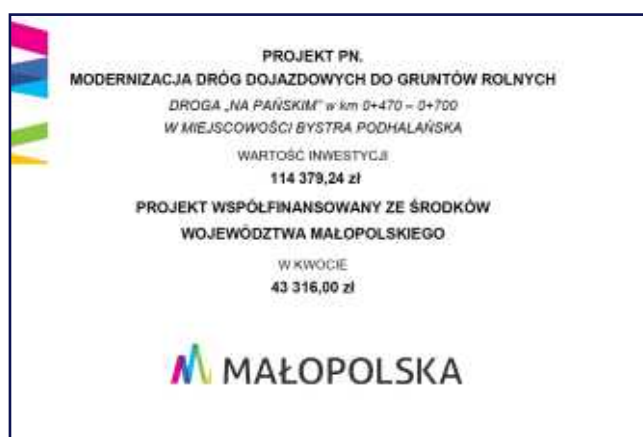 PROJEKT PN.
MODERNIZACJA DRÓG DOJAZDOWYCH DO GRUNTÓW ROLNYCH
DROGA „NA PAŃSKIM” w km 0+470 – 0+700
W MIEJSCOWOŚCI BYSTRA PODHALAŃSKA
WARTOŚĆ INWESTYCJI
114 379,24 zł
PROJEKT WSPÓŁFINANSOWANY ZE ŚRODKÓW
WOJEWÓDZTWA MAŁOPOLSKIEGO
W KWOCIE
43 316,00 zł
MAŁOPOLSKA